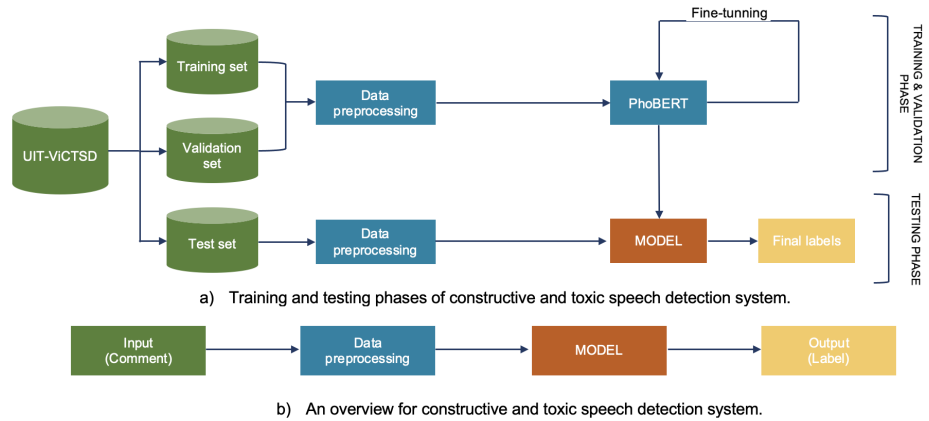 Fine-tunning
Training set
Data
preprocessing
PhoBERT
TRAINING & VALIDATION
PHASE
UIT-ViCTSD
Validation
set
Test set
Data
preprocessing
MODEL
Final labels
TESTING PHASE
a) Training and testing phases of constructive and toxic speech detection system.
Input
(Comment)
Data
preprocessing
MODEL
Output
(Label)
b) An overview for constructive and toxic speech detection system.